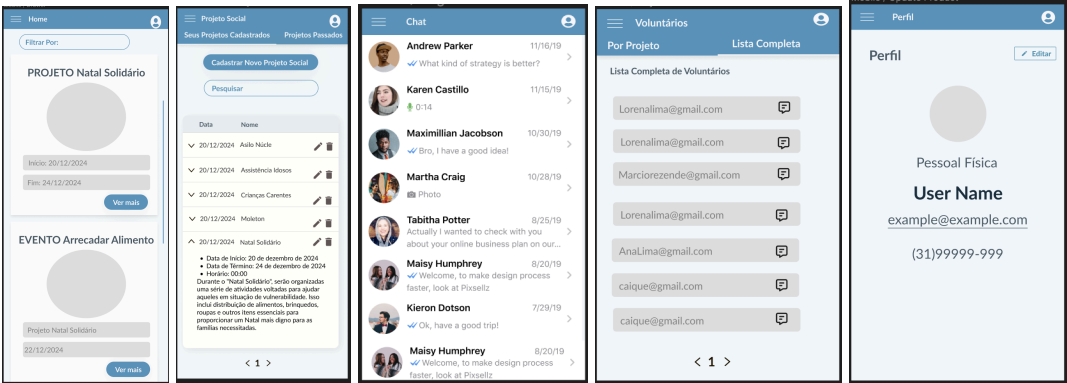 Home
Filtrar Por:
PROJETO Natal Solidário
Início: 20/12/2024
Fim: 24/12/2024
Ver mais
EVENTO Arrecadar Alimento
Projeto Natal Solidário
22/12/2024
Ver mais
Projeto Social
Seus Projetos Cadastrados Projetos Passados
Cadastrar Novo Projeto Social
Pesquisar
Data Nome
20/12/2024 Asilo Núcle
20/12/2024 Assistência Idosos
20/12/2024 Crianças Carentes
20/12/2024 Moleton
20/12/2024 Natal Solidário
• Data de Início: 20 de dezembro de 2024
• Data de Término: 24 de dezembro de 2024
• Horário: 00:00
Durante o "Natal Solidário", serão organizadas
uma série de atividades voltadas para ajudar
aqueles em situação de vulnerabilidade. Isso
inclui distribuição de alimentos, brinquedos,
roupas e outros itens essenciais para
proporcionar um Natal mais digno para as
famílias necessitadas.
< 1 >
Chat
Andrew Parker 11/16/19
What kind of strategy is better?
Karen Castillo 11/15/19
0:14
Maximillian Jacobson 10/30/19
Bro, I have a good idea!
Martha Craig 10/28/19
Photo
Tabitha Potter 8/25/19
Actually I wanted to check with you
about your online business plan on our...
Maisy Humphrey 8/20/19
Welcome, to make design process
faster, look at Pixsellz
Kieron Dotson 7/29/19
Ok, have a good trip!
Maisy Humphrey 8/20/19
Welcome, to make design process
faster, look at Pixsellz
Voluntários
Por Projeto Lista Completa
Lista Completa de Voluntários
Lorenalima@gmail.com
Lorenalima@gmail.com
Marciorezende@gmail.com
Lorenalima@gmail.com
AnaLima@gmail.com
caique@gmail.com
caique@gmail.com
< 1 >
Perfil
Perfil
Editar
Pessoal Física
User Name
example@example.com
(31)99999-999